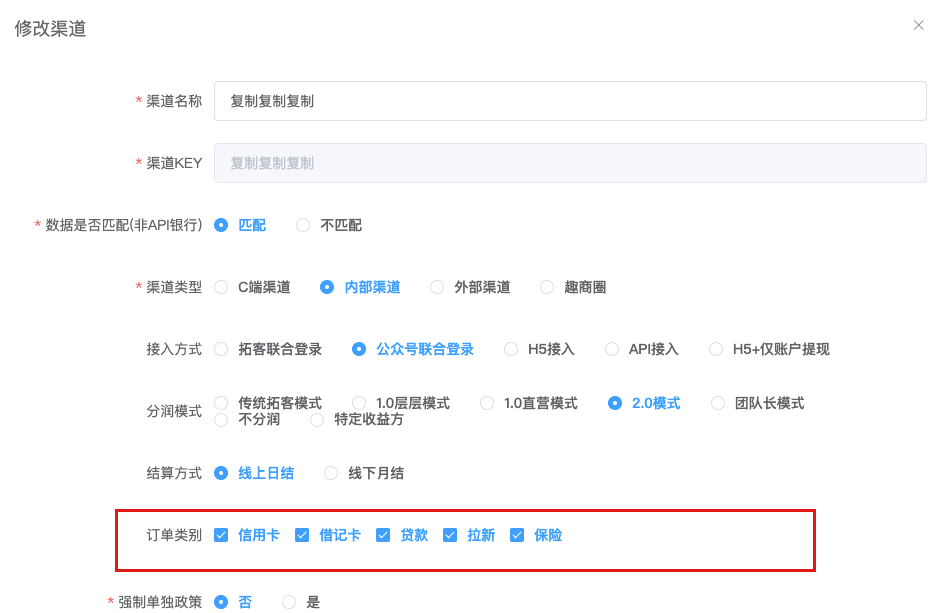 修改渠道
* 渠道名称 复制复制复制
* 渠道KEY 复制复制复制
* 数据是否匹配(非API银行) 匹配 不匹配
* 渠道类型 C端渠道 内部渠道 外部渠道 趣商圈
接入方式 拓客联合登录 公众号联合登录 H5接入 API接入 H5+仅账户提现
分润模式 传统拓客模式 1.0层层模式 1.0直营模式 2.0模式 团队长模式
不分润 特定收益方
结算方式 线上日结 线下月结
订单类别 信用卡 借记卡 贷款 拉新 保险
* 强制单独政策 否 是